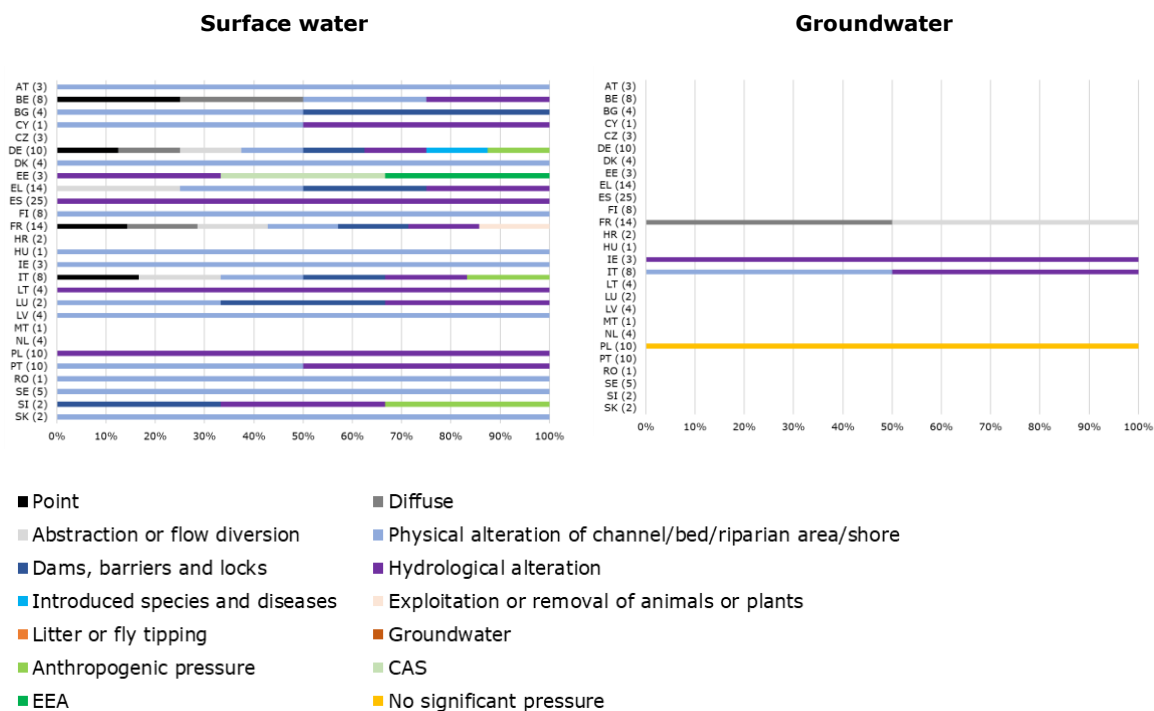 Surface water
Groundwater
AT (3)
BE (8)
BG (4)
CY (1)
CZ (3)
DE (10)
DK (4)
EE (3)
EL (14)
ES (25)
FI (8)
FR (14)
HR (2)
HU (1)
IE (3)
IT (8)
LT (4)
LU (2)
LV (4)
MT (1)
NL (4)
PL (10)
PT (10)
RO (1)
SE (5)
SI (2)
SK (2)
0% 10% 20% 30% 40% 50% 60% 70% 80% 90% 100%
AT (3)
BE (8)
BG (4)
CY (1)
CZ (3)
DE (10)
DK (4)
EE (3)
EL (14)
ES (25)
FI (8)
FR (14)
HR (2)
HU (1)
IE (3)
IT (8)
LT (4)
LU (2)
LV (4)
MT (1)
NL (4)
PL (10)
PT (10)
RO (1)
SE (5)
SI (2)
SK (2)
0% 10% 20% 30% 40% 50% 60% 70% 80% 90% 100%
Point
Diffuse
Abstraction or flow diversion
Physical alteration of channel/bed/riparian area/shore
Dams, barriers and locks
Hydrological alteration
Introduced species and diseases
Exploitation or removal of animals or plants
Litter or fly tipping
Groundwater
Anthropogenic pressure
CAS
EEA
No significant pressure